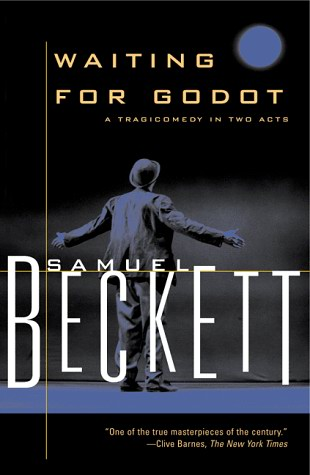 WAITING
FOR GODOT
A TRAGICOMEDY IN TWO ACTS
SAMUEL
BECKETT
“One of the true masterpieces of the century.”
—Clive Barnes, The New York Times